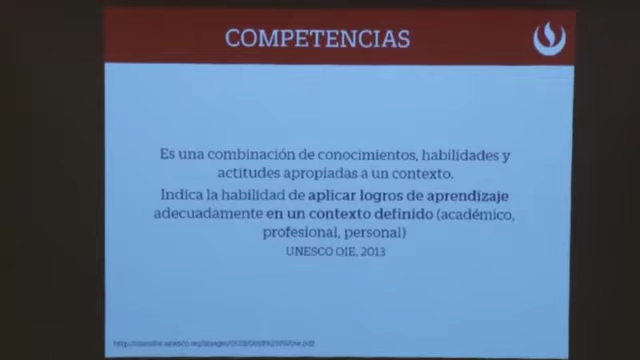 COMPETENCIAS
Es una combinación de conocimientos, habilidades y
actitudes apropiadas a un contexto.
Indica la habilidad de aplicar logros de aprendizaje
adecuadamente en un contexto definido (académico,
profesional, personal)
UNESCO OIE, 2013